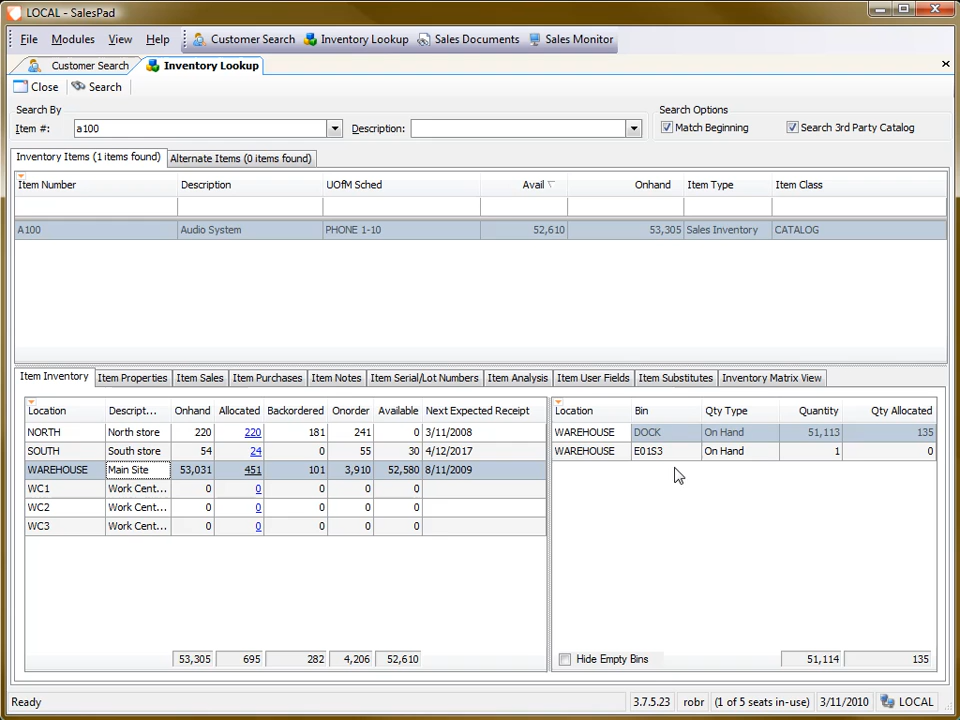 LOCAL - SalesPad
File Modules View Help Customer Search Inventory Lookup Sales Documents Sales Monitor
Customer Search Inventory Lookup
Close Search
Search By Search Options
Item #: a100 Description: Match Beginning Search 3rd Party Catalog
Inventory Items (1 items found) Alternate Items (0 items found)
Item Number Description UOfM Sched Avail Onhand Item Type Item Class
A100 Audio System PHONE 1-10 52,610 53,305 Sales Inventory CATALOG
Item Inventory Item Properties Item Sales Item Purchases Item Notes Item Serial/Lot Numbers Item Analysis Item User Fields Item Substitutes Inventory Matrix View
Location Descript... Onhand Allocated Backordered Onorder Available Next Expected Receipt Location Bin Qty Type Quantity Qty Allocated
NORTH North store 220 220 181 241 0 3/11/2008 WAREHOUSE DOCK On Hand 51,113 135
SOUTH South store 54 24 0 55 30 4/12/2017 WAREHOUSE E01S3 On Hand 1 0
WAREHOUSE Main Site 53,031 451 101 3,910 52,580 8/11/2009
WC1 Work Cent... 0 0 0 0 0
WC2 Work Cent... 0 0 0 0 0
WC3 Work Cent... 0 0 0 0 0
53,305 695 282 4,206 52,610 Hide Empty Bins 51,114 135
Ready 3.7.5.23 robr (1 of 5 seats in-use) 3/11/2010 LOCAL